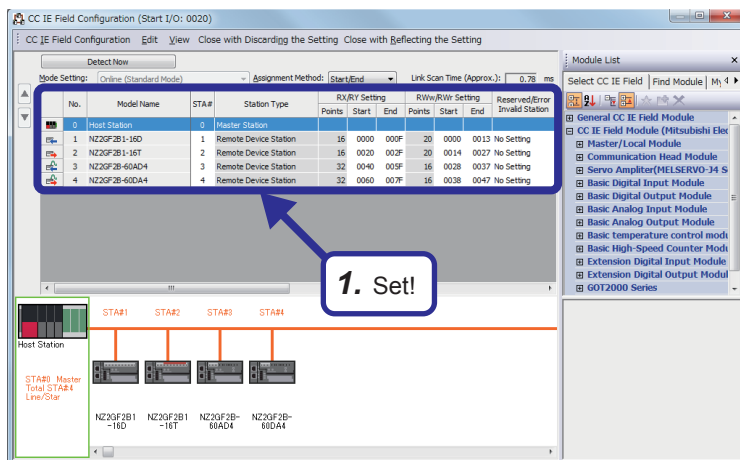 CC IE Field Configuration (Start I/O: 0020)
CC IE Field Configuration Edit View Close with Discarding the Setting Close with Reflecting the Setting
Detect Now
Mode Setting: Online (Standard Mode) Assignment Method: Start/End Link Scan Time (Approx.): 0.78 ms
No. Model Name STA# Station Type RX/RY Setting RWw/RWr Setting Reserved/Error Invalid Station
Points Start End Points Start End
0 Host Station 0 Master Station
1 NZ2GF2B1-16D 1 Remote Device Station 16 0000 000F 20 0000 0013 No Setting
2 NZ2GF2B1-16T 2 Remote Device Station 16 0020 002F 20 0014 0027 No Setting
3 NZ2GF2B-60AD4 3 Remote Device Station 32 0040 005F 16 0028 0037 No Setting
4 NZ2GF2B-60DA4 4 Remote Device Station 32 0060 007F 16 0038 0047 No Setting
1. Set!
STA#1 STA#2 STA#3 STA#4
Host Station
STA#0 Master
Total STA#:4
Line/Star
NZ2GF2B1
-16D
NZ2GF2B1
-16T
NZ2GF2B-
60AD4
NZ2GF2B-
60DA4
Module List
Select CC IE Field Find Module My
General CC IE Field Module
CC IE Field Module (Mitsubishi Elec
Master/Local Module
Communication Head Module
Servo Ampliter(MELSERVO-J4 S
Basic Digital Input Module
Basic Digital Output Module
Basic Analog Input Module
Basic Analog Output Module
Basic temperature control modu
Basic High-Speed Counter Modu
Extension Digital Input Module
Extension Digital Output Modul
GOT2000 Series